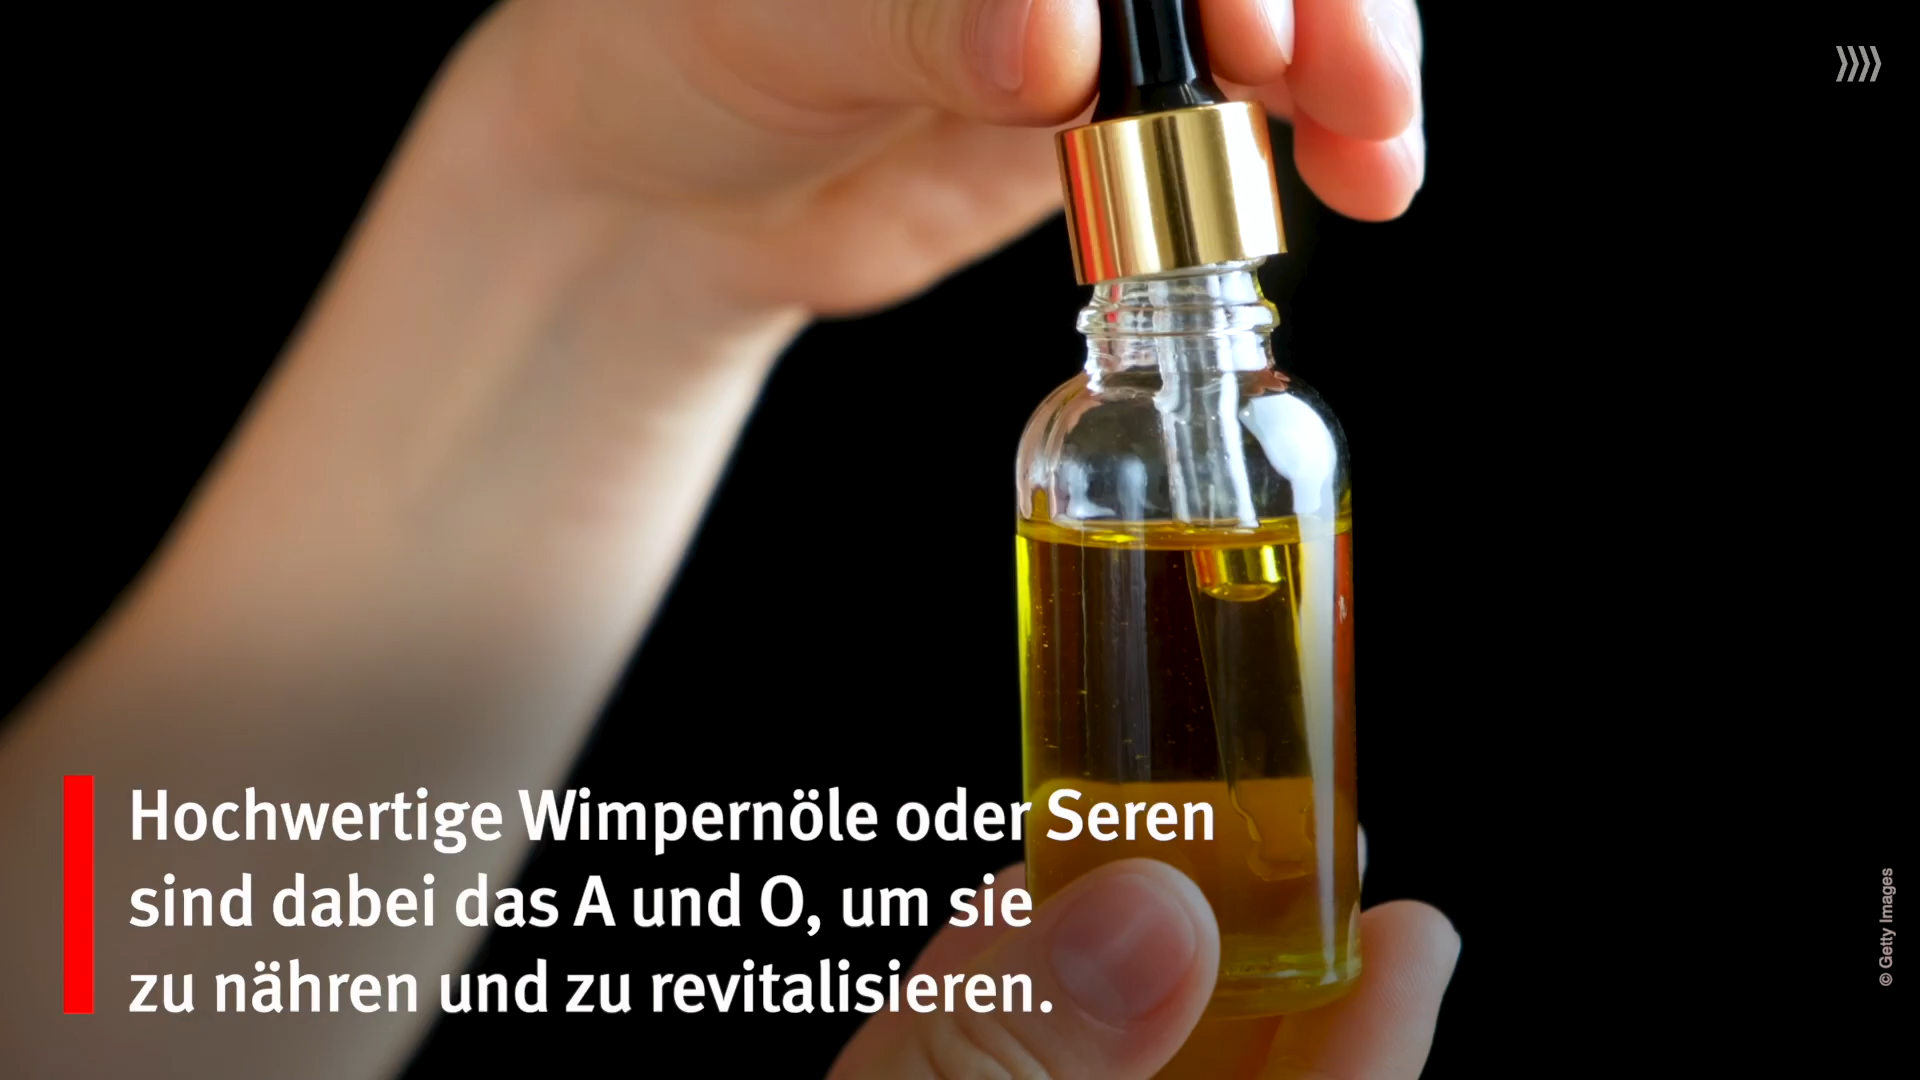 Hochwertige Wimpernöle oder Seren
sind dabei das A und O, um sie
zu nähren und zu revitalisieren.
© Getty Images